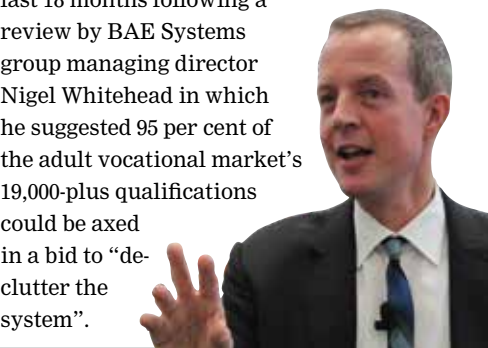 last 18 months following a
review by BAE Systems
group managing director
Nigel Whitehead in which
he suggested 95 per cent of
the adult vocational market’s
19,000-plus qualifications
could be axed
in a bid to “de-
clutter the
system”.